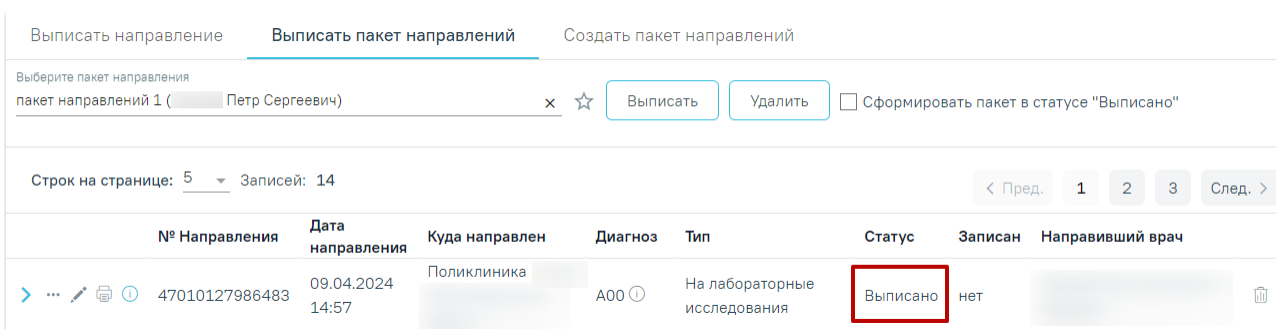 Выписать направление Выписать пакет направлений Создать пакет направлений
Выберите пакет направления
пакет направлений 1 ( Петр Сергеевич) × Выписать Удалить Сформировать пакет в статусе "Выписано"
Строк на странице: 5 Записей: 14
< Пред. 1 2 3 След. >
№ Направления Дата направления Куда направлен Диагноз Тип Статус Записан Направивший врач
47010127986483 09.04.2024 14:57 Поликлиника A00 На лабораторные исследования Выписано нет